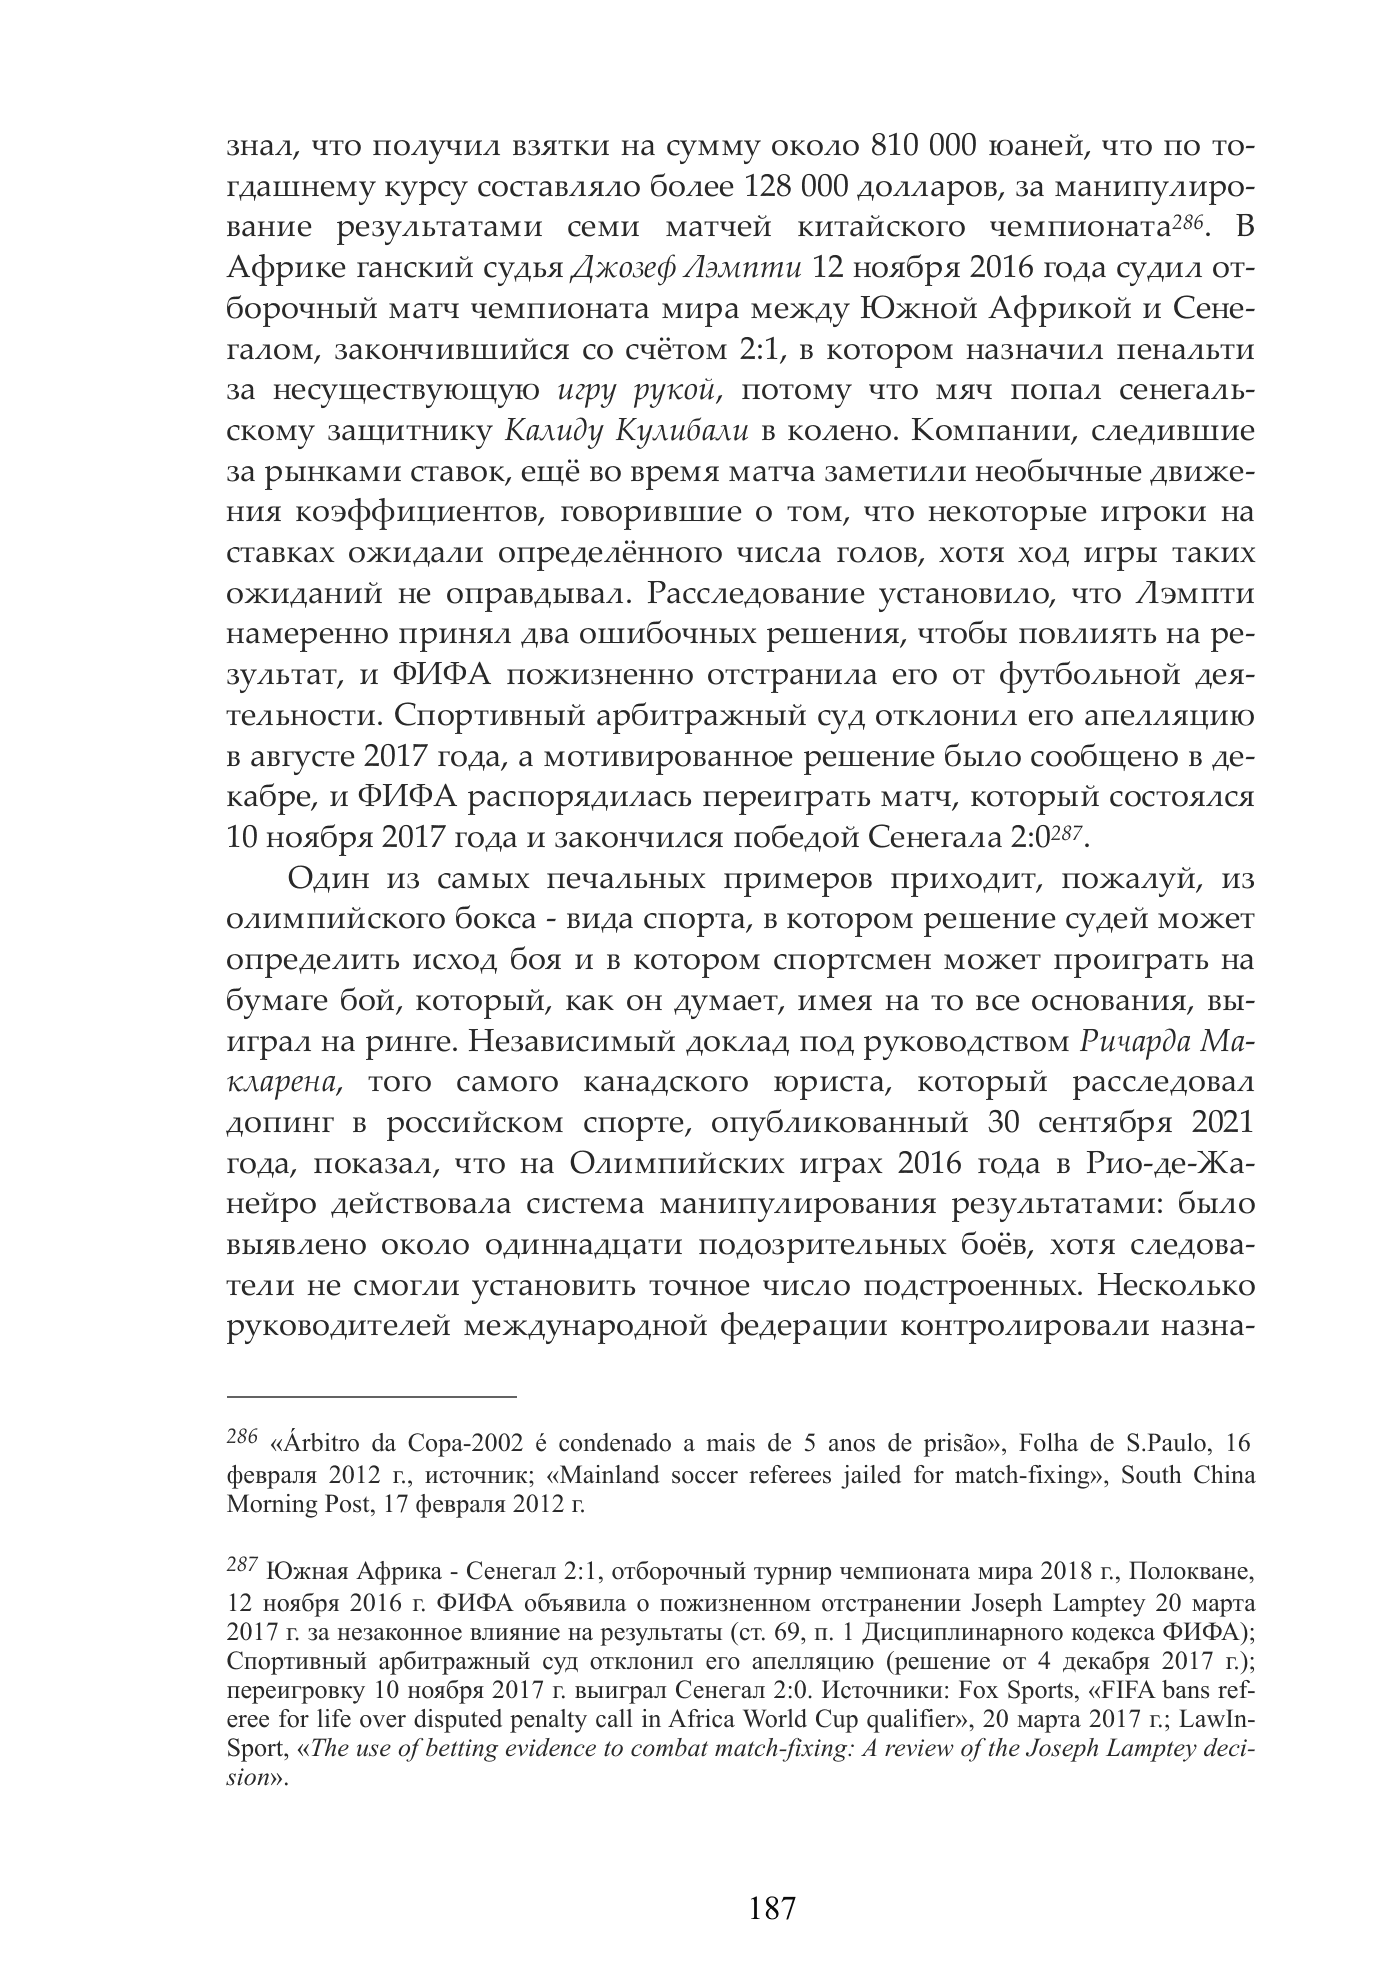 знал, что получил взятки на сумму около 810 000 юаней, что по то-
гдашнему курсу составляло более 128 000 долларов, за манипулиро-
вание результатами семи матчей китайского чемпионата286. В
Африке ганский судья Джозеф Лэмпти 12 ноября 2016 года судил от-
борочный матч чемпионата мира между Южной Африкой и Сене-
галом, закончившийся со счётом 2:1, в котором назначил пенальти
за несуществующую игру рукой, потому что мяч попал сенегаль-
скому защитнику Калиду Кулибали в колено. Компании, следившие
за рынками ставок, ещё во время матча заметили необычные движе-
ния коэффициентов, говорившие о том, что некоторые игроки на
ставках ожидали определённого числа голов, хотя ход игры таких
ожиданий не оправдывал. Расследование установило, что Лэмпти
намеренно принял два ошибочных решения, чтобы повлиять на ре-
зультат, и ФИФА пожизненно отстранила его от футбольной дея-
тельности. Спортивный арбитражный суд отклонил его апелляцию
в августе 2017 года, а мотивированное решение было сообщено в де-
кабре, и ФИФА распорядилась переиграть матч, который состоялся
10 ноября 2017 года и закончился победой Сенегала 2:0287.
Один из самых печальных примеров приходит, пожалуй, из
олимпийского бокса - вида спорта, в котором решение судей может
определить исход боя и в котором спортсмен может проиграть на
бумаге бой, который, как он думает, имея на то все основания, вы-
играл на ринге. Независимый доклад под руководством Ричарда Ма-
кларена, того самого канадского юриста, который расследовал
допинг в российском спорте, опубликованный 30 сентября 2021
года, показал, что на Олимпийских играх 2016 года в Рио-де-Жа-
нейро действовала система манипулирования результатами: было
выявлено около одиннадцати подозрительных боёв, хотя следова-
тели не смогли установить точное число подстроенных. Несколько
руководителей международной федерации контролировали назна-
286 «Árbitro da Copa-2002 é condenado a mais de 5 anos de prisão», Folha de S.Paulo, 16
февраля 2012 г., источник; «Mainland soccer referees jailed for match-fixing», South China
Morning Post, 17 февраля 2012 г.
287 Южная Африка - Сенегал 2:1, отборочный турнир чемпионата мира 2018 г., Полокване,
12 ноября 2016 г. ФИФА объявила о пожизненном отстранении Joseph Lamptey 20 марта
2017 г. за незаконное влияние на результаты (ст. 69, п. 1 Дисциплинарного кодекса ФИФА);
Спортивный арбитражный суд отклонил его апелляцию (решение от 4 декабря 2017 г.);
переигровку 10 ноября 2017 г. выиграл Сенегал 2:0. Источники: Fox Sports, «FIFA bans ref-
eree for life over disputed penalty call in Africa World Cup qualifier», 20 марта 2017 г.; LawIn-
Sport, «The use of betting evidence to combat match-fixing: A review of the Joseph Lamptey deci-
sion».
187